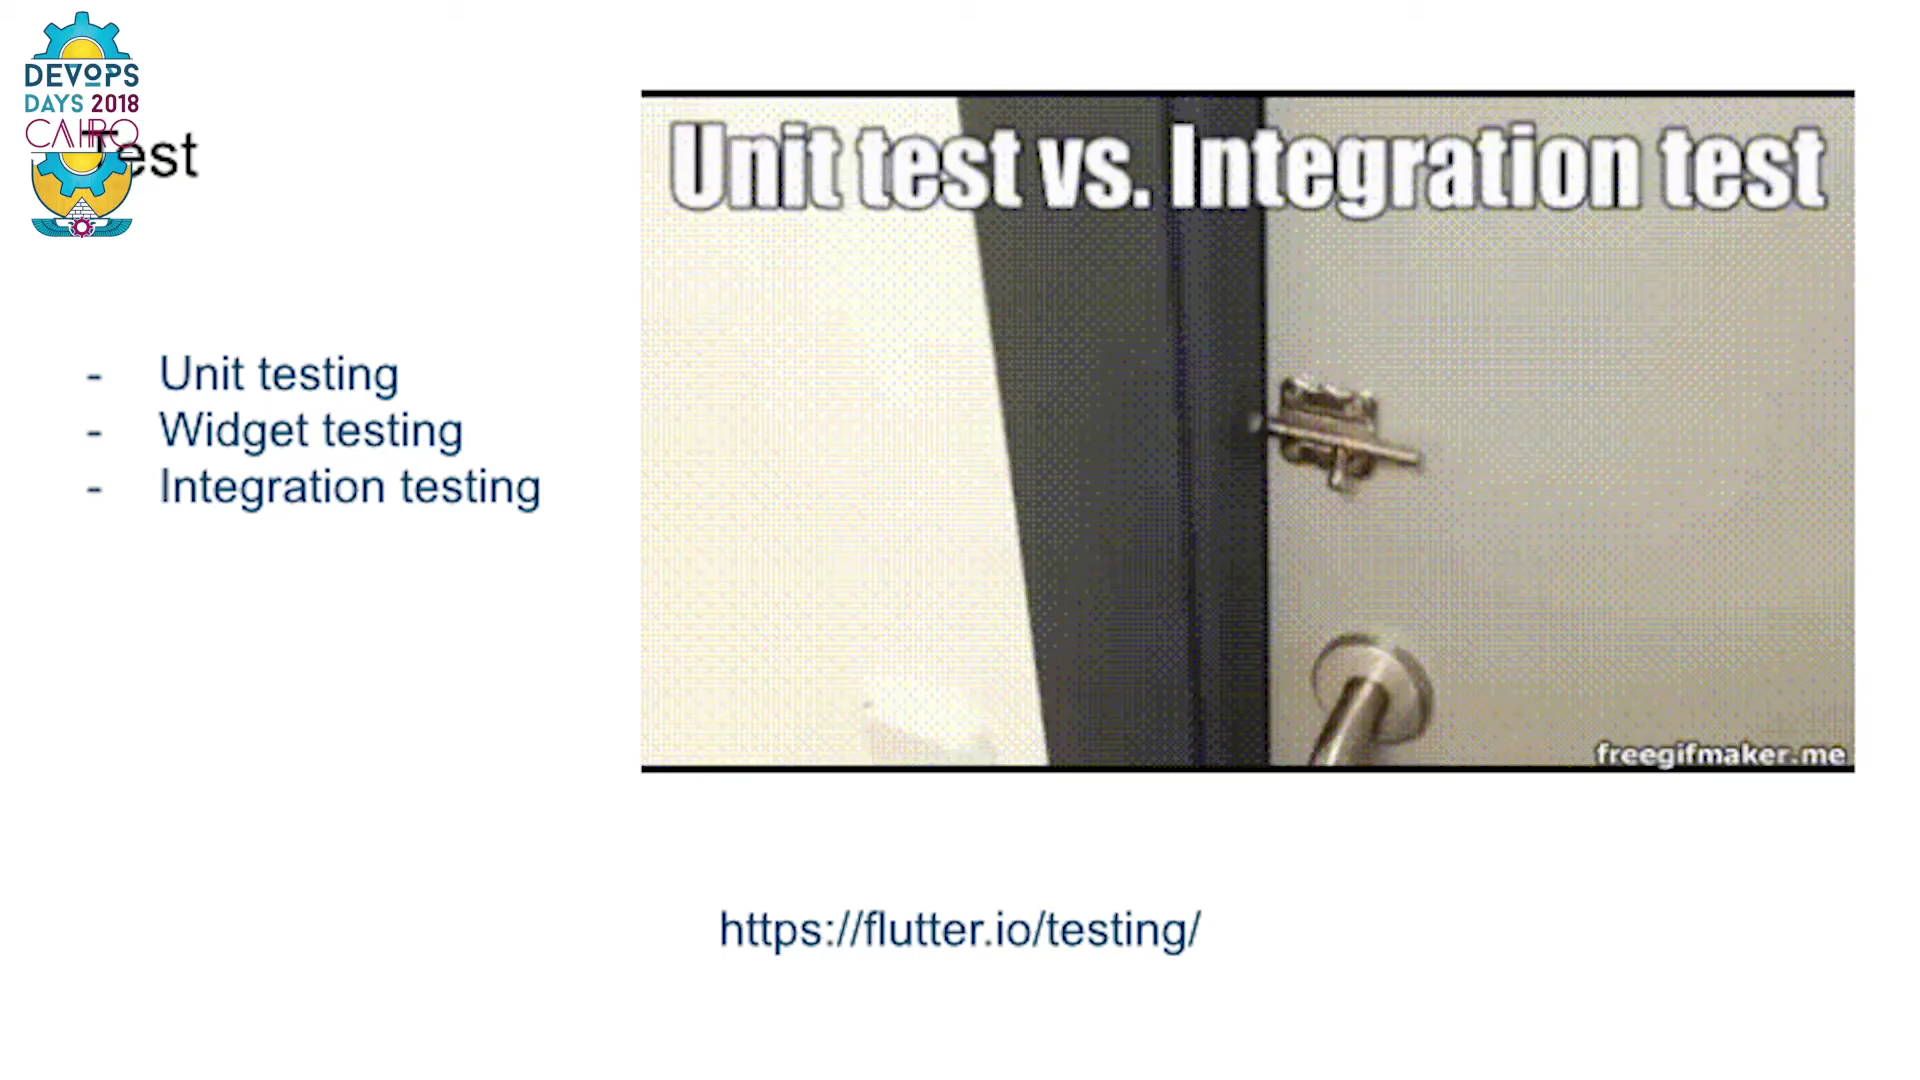 DEVOPS
DAYS 2018
CAIRO
Test
Unit test vs. Integration test
- Unit testing
- Widget testing
- Integration testing
freegifmaker.me
https://flutter.io/testing/